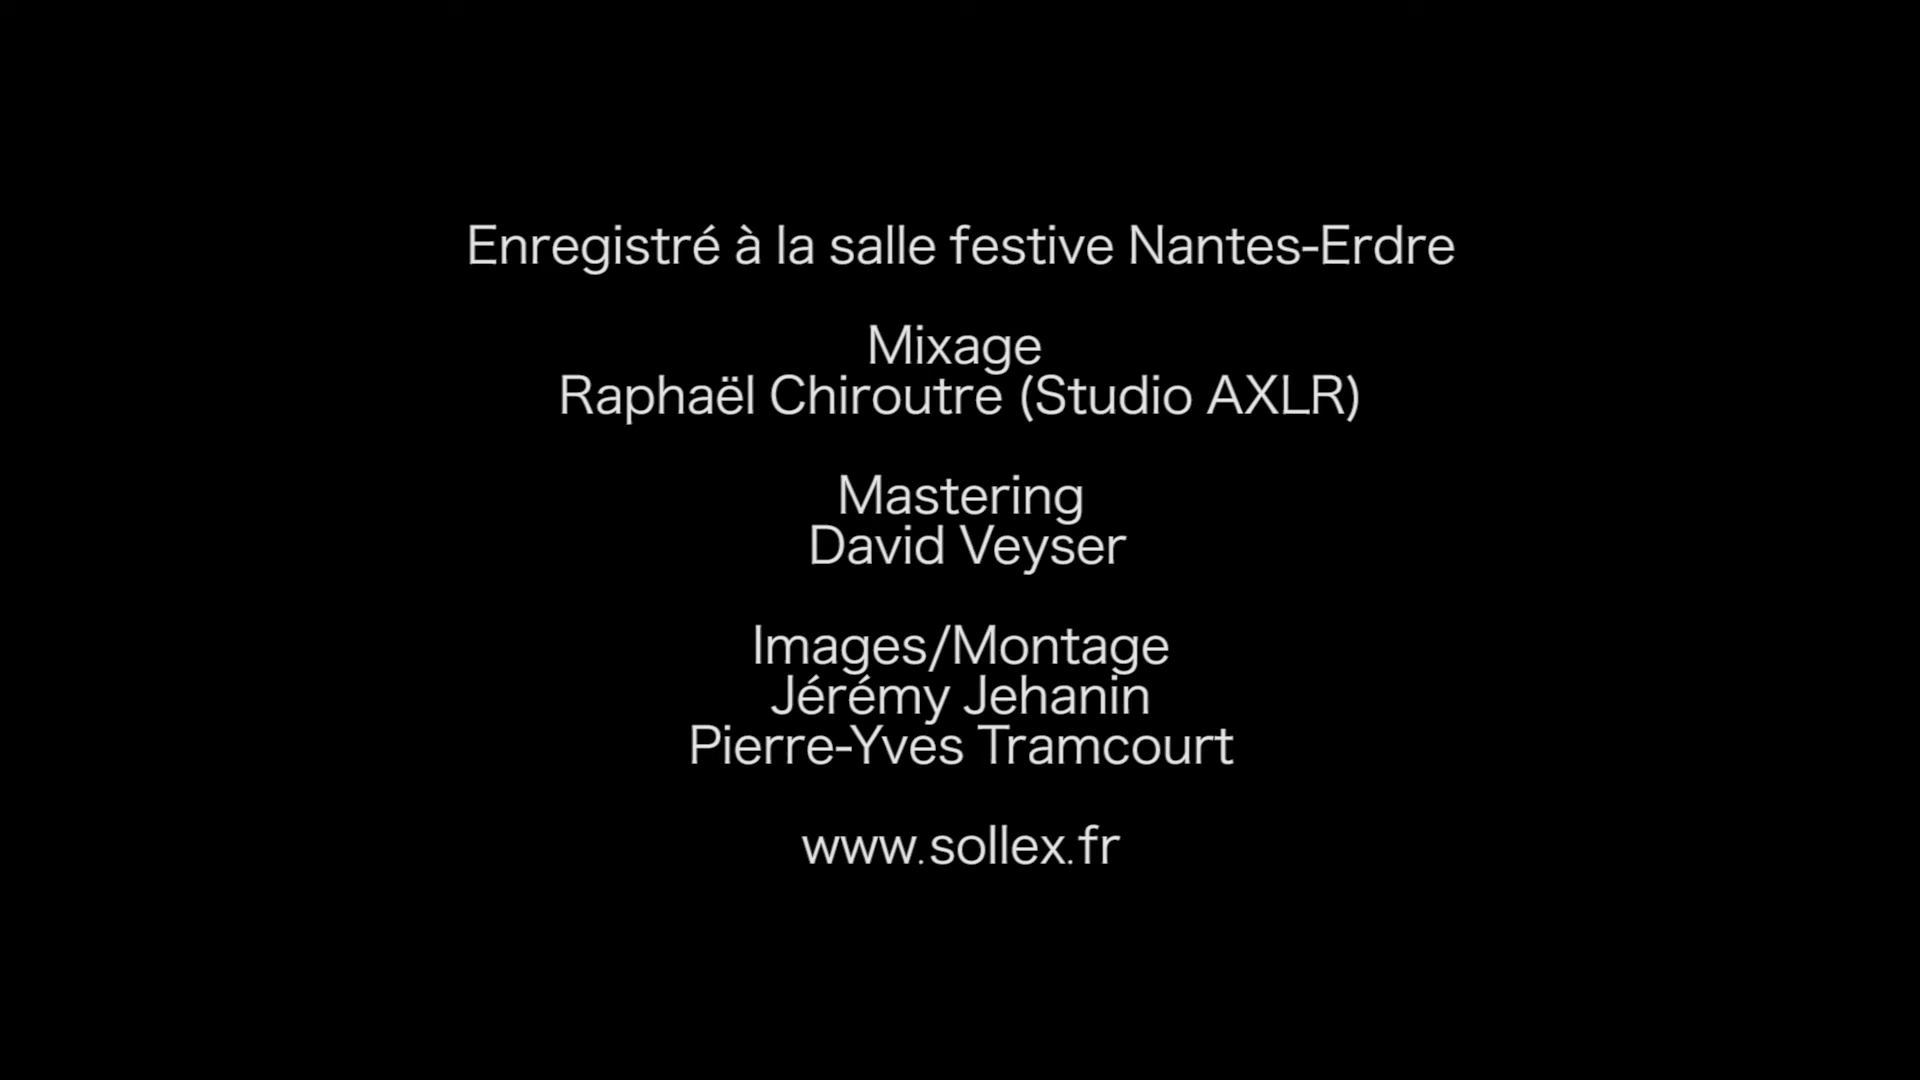 Enregistré à la salle festive Nantes-Erdre
Mixage
Raphaël Chiroutre (Studio AXLR)
Mastering
David Veyser
Images/Montage
Jérémy Jehanin
Pierre-Yves Tramcourt
www.sollex.fr